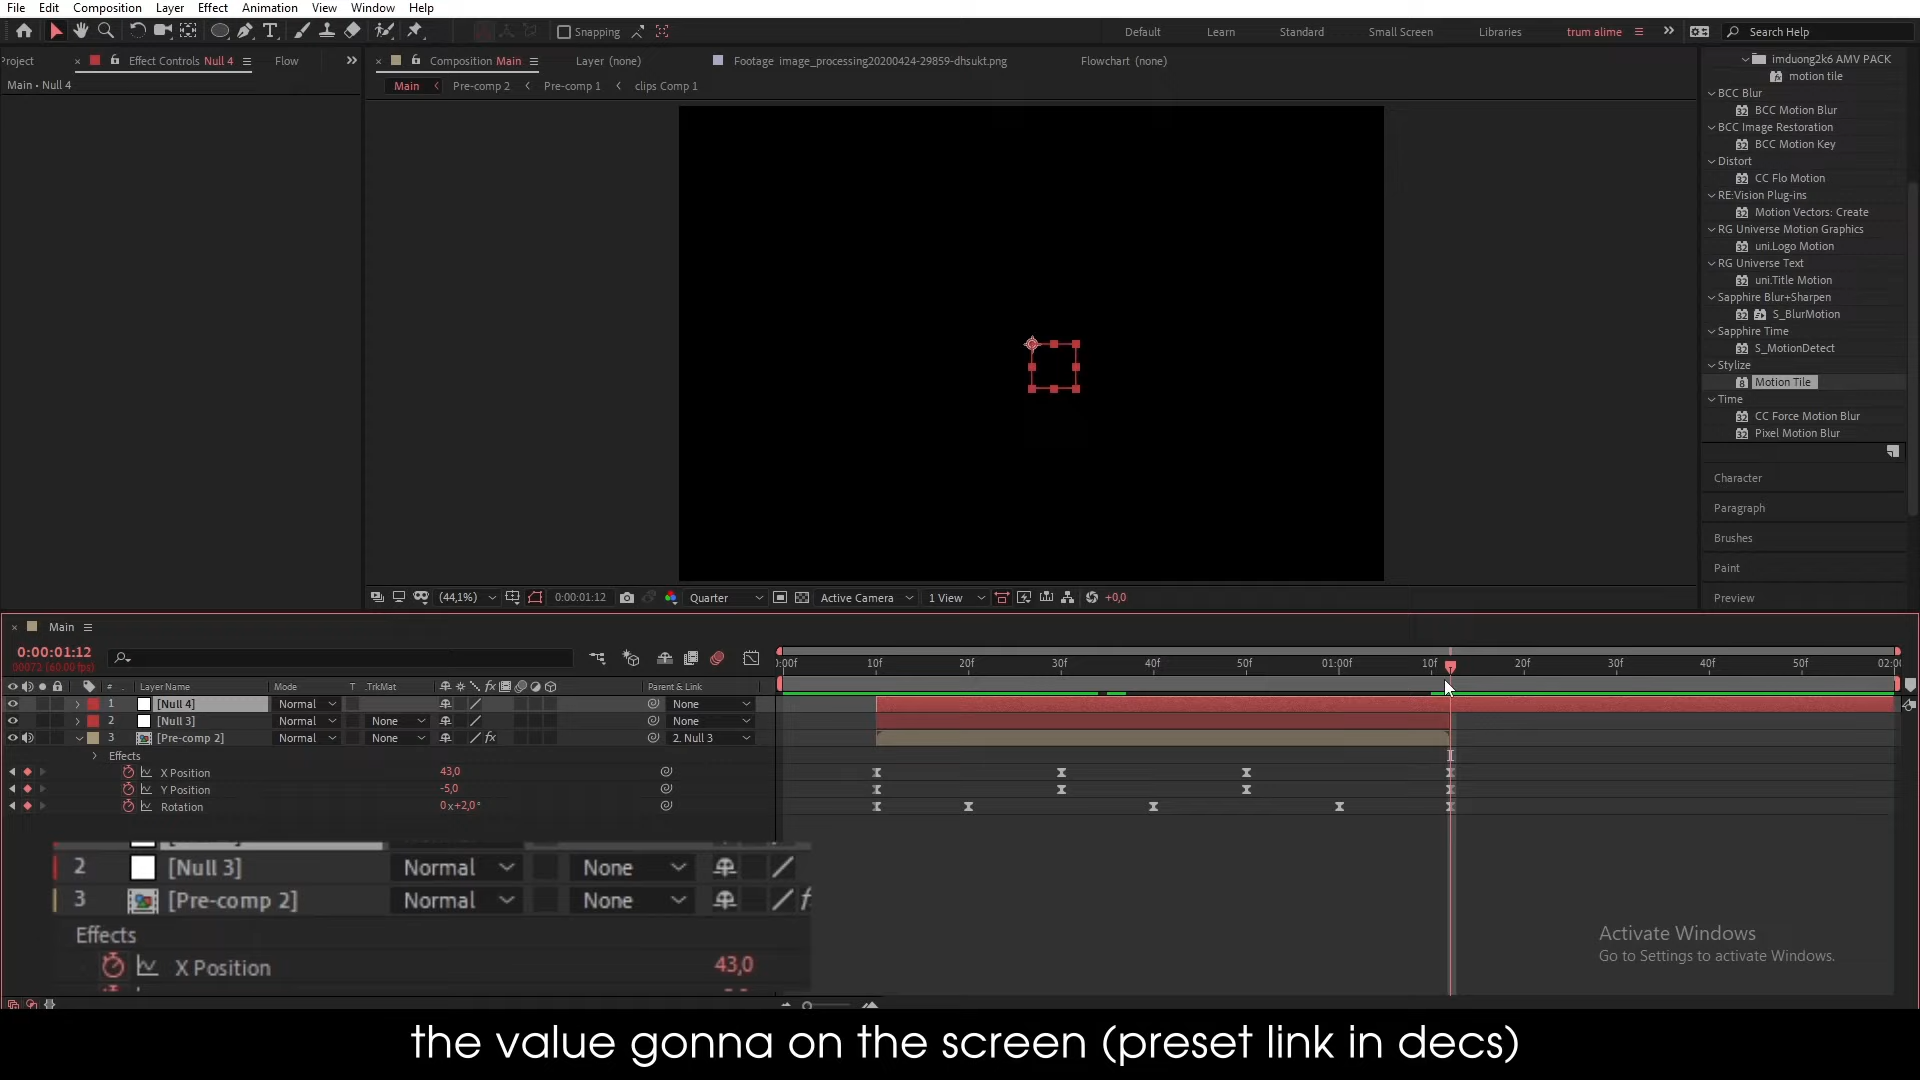 File Edit Composition Layer Effect Animation View Window Help
Snapping Default Learn Standard Small Screen Libraries trum alime Search Help
roject Effect Controls Null 4 Flow Composition Main Layer (none) Footage image_processing20200424-29859-dhsukt.png Flowchart (none)
Main • Null 4
Main Pre-comp 2 Pre-comp 1 clips Comp 1
imduong2k6 AMV PACK
motion tile
BCC Blur
BCC Motion Blur
BCC Image Restoration
BCC Motion Key
Distort
CC Flo Motion
RE:Vision Plug-ins
Motion Vectors: Create
RG Universe Motion Graphics
uni.Logo Motion
RG Universe Text
uni.Title Motion
Sapphire Blur+Sharpen
S_BlurMotion
Sapphire Time
S_MotionDetect
Stylize
Motion Tile
Time
CC Force Motion Blur
Pixel Motion Blur
Character
Paragraph
Brushes
Paint
Preview
(44,1%) 0:00:01:12 Quarter Active Camera 1 View +0,0
Main
0:00:01:12
00072 (60.00 fps)
:00f 10f 20f 30f 40f 50f 01:00f 10f 20f 30f 40f 50f 02:0
# Layer Name Mode T .TrkMat Parent & Link
1 [Null 4] Normal None
2 [Null 3] Normal None None
3 [Pre-comp 2] Normal None 2. Null 3
Effects
X Position 43,0
Y Position -5,0
Rotation 0x+2,0°
2 [Null 3] Normal None
3 [Pre-comp 2] Normal None
Effects
X Position 43,0
Activate Windows
Go to Settings to activate Windows.
the value gonna on the screen (preset link in decs)